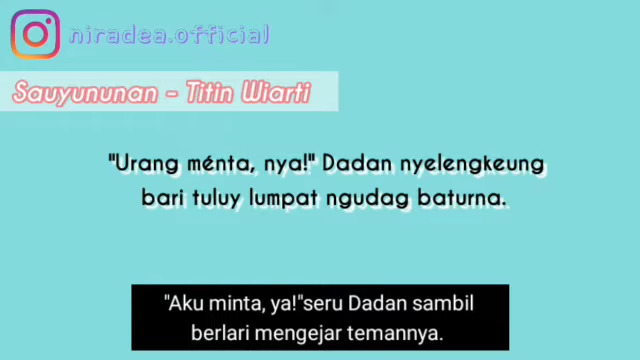 niradea.official
Sauyununan - Titin Wiarti
"Urang ménta, nya!" Dadan nyelengkeung
bari tuluy lumpat ngudag baturna.
"Aku minta, ya!"seru Dadan sambil
berlari mengejar temannya.